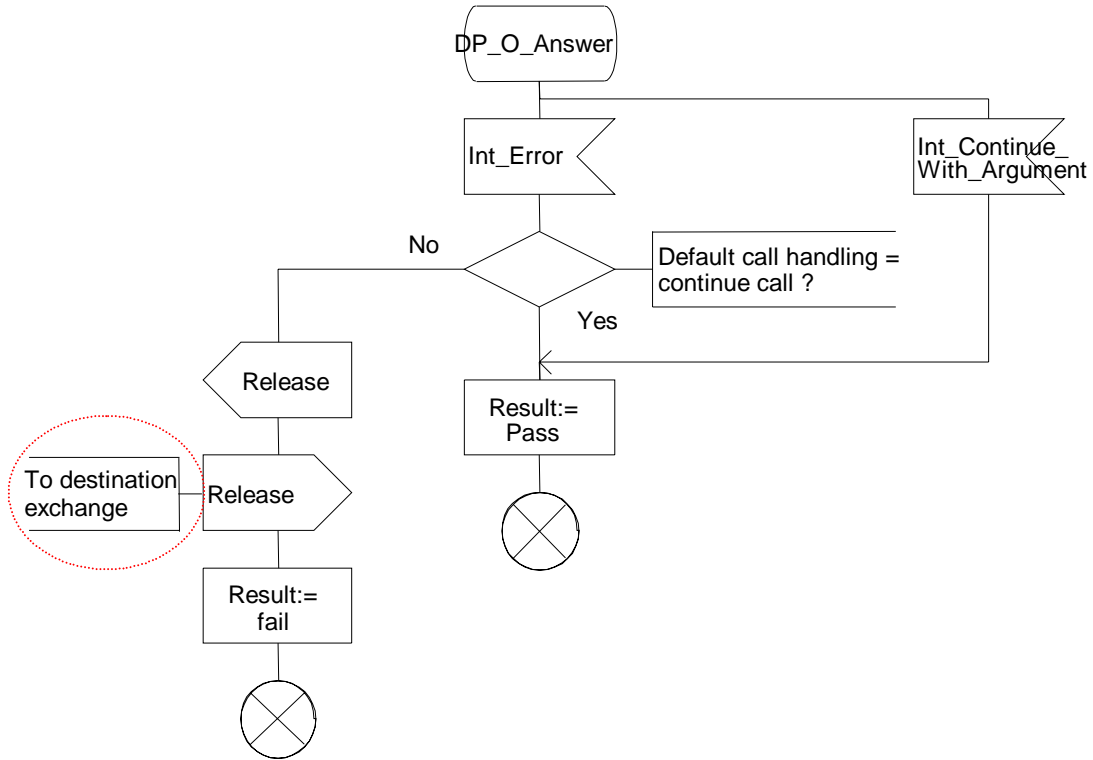 DP_O_Answer
Int_Error
Int_Continue_
With_Argument
No
Default call handling =
continue call ?
Yes
Release
Result:=
Pass
To destination
exchange
Release
Result:=
fail